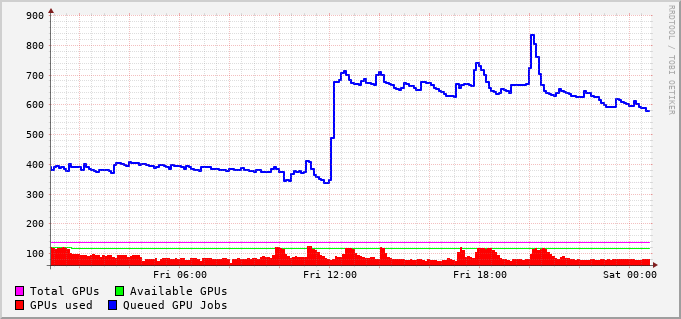 900
800
700
600
500
400
300
200
100
Fri 06:00 Fri 12:00 Fri 18:00 Sat 00:00
Total GPUs Available GPUs
GPUs used Queued GPU Jobs
RRDTOOL / TOBI OETIKER